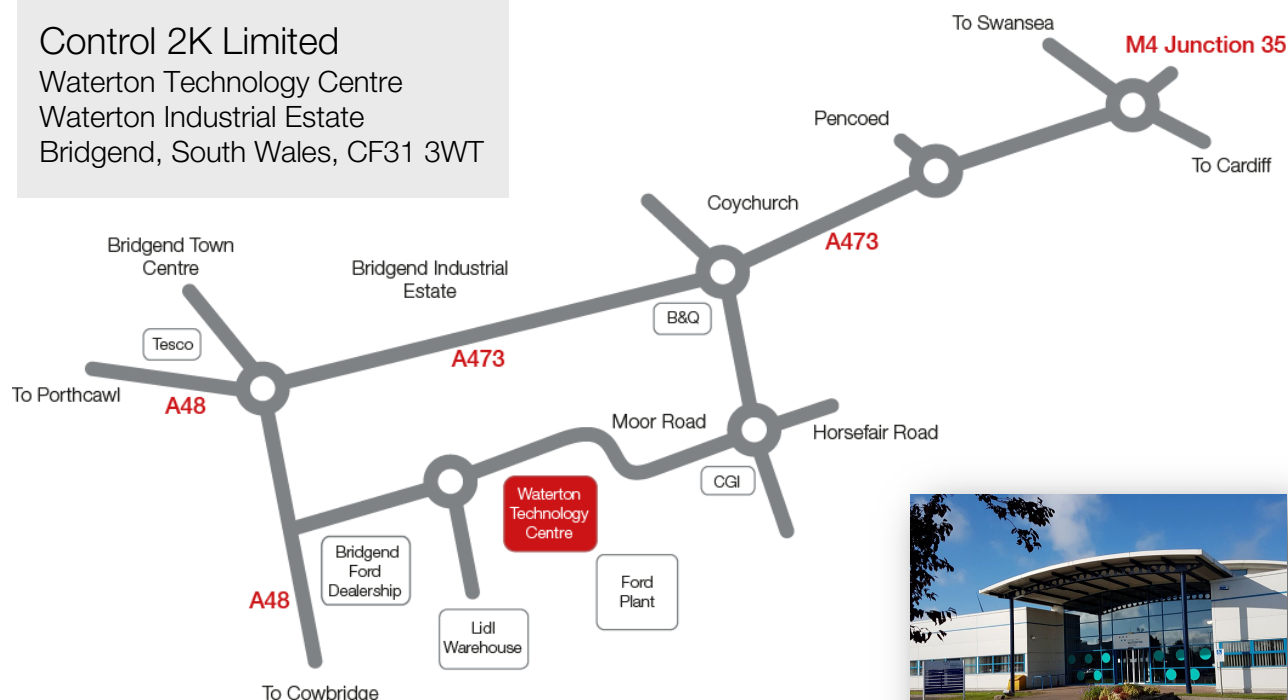 Control 2K Limited
Waterton Technology Centre
Waterton Industrial Estate
Bridgend, South Wales, CF31 3WT
To Swansea
M4 Junction 35
Pencoed
To Cardiff
Coychurch
A473
Bridgend Town
Centre
Bridgend Industrial
Estate
B&Q
Tesco
A473
To Porthcawl
A48
Moor Road
Horsefair Road
CGI
Waterton
Technology
Centre
Bridgend
Ford
Dealership
Ford
Plant
A48
Lidl
Warehouse
To Cowbridge